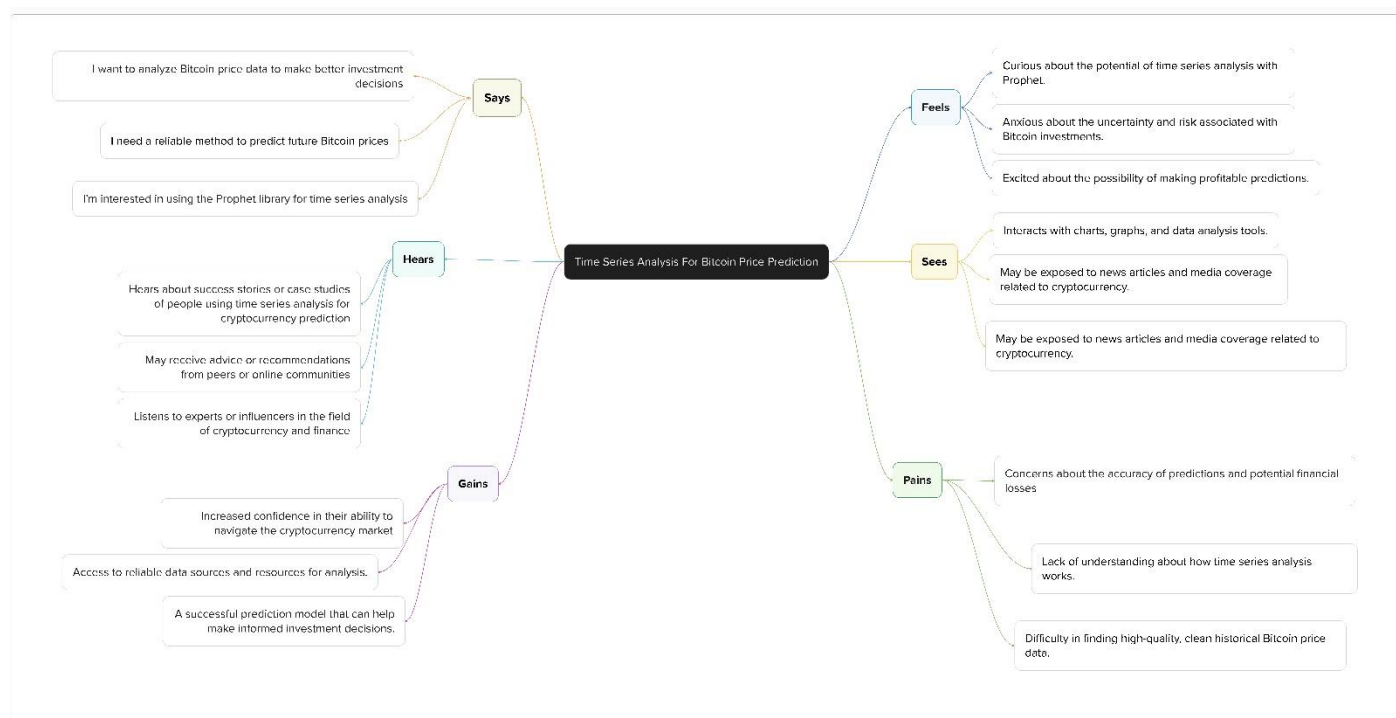 I want to analyze Bitcoin price data to make better investment
decisions
Says
I need a reliable method to predict future Bitcoin prices
I'm interested in using the Prophet library for time series analysis
Hears
Hears about success stories or case studies
of people using time series analysis for
cryptocurrency prediction
May receive advice or recommendations
from peers or online communities
Listens to experts or influencers in the field
of cryptocurrency and finance
Gains
Increased confidence in their ability to
navigate the cryptocurrency market
Access to reliable data sources and resources for analysis.
A successful prediction model that can help
make informed investment decisions.
Time Series Analysis For Bitcoin Price Prediction
Feels
Curious about the potential of time series analysis with
Prophet.
Anxious about the uncertainty and risk associated with
Bitcoin investments.
Excited about the possibility of making profitable predictions.
Sees
Interacts with charts, graphs, and data analysis tools.
May be exposed to news articles and media coverage
related to cryptocurrency.
May be exposed to news articles and media coverage related to
cryptocurrency.
Pains
Concerns about the accuracy of predictions and potential financial
losses
Lack of understanding about how time series analysis
works.
Difficulty in finding high-quality, clean historical Bitcoin price
data.